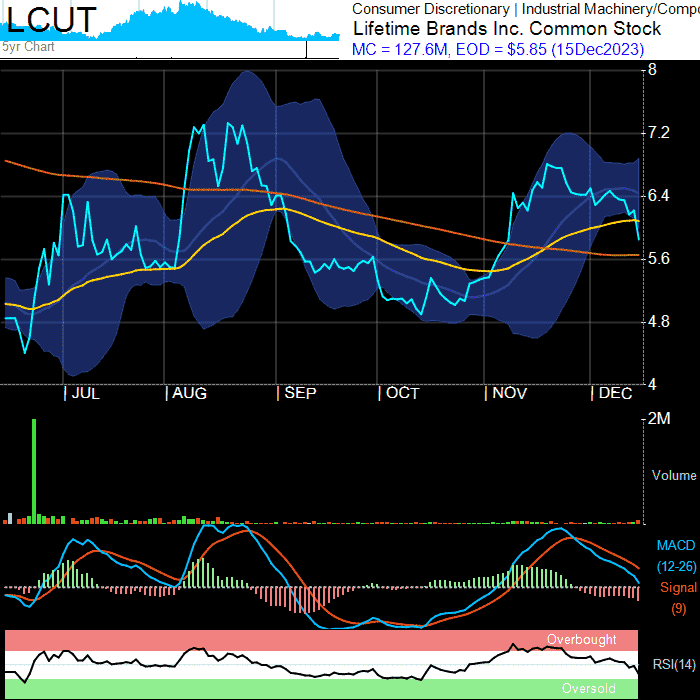 LCUT
5yr Chart
Consumer Discretionary | Industrial Machinery/Compo
Lifetime Brands Inc. Common Stock
MC = 127.6M, EOD = $5.85 (15Dec2023)
8
7.2
6.4
5.6
4.8
4
| JUL | AUG | SEP | OCT | NOV | DEC
2M
Volume
MACD
(12-26)
Signal
(9)
Overbought
RSI(14)
Oversold